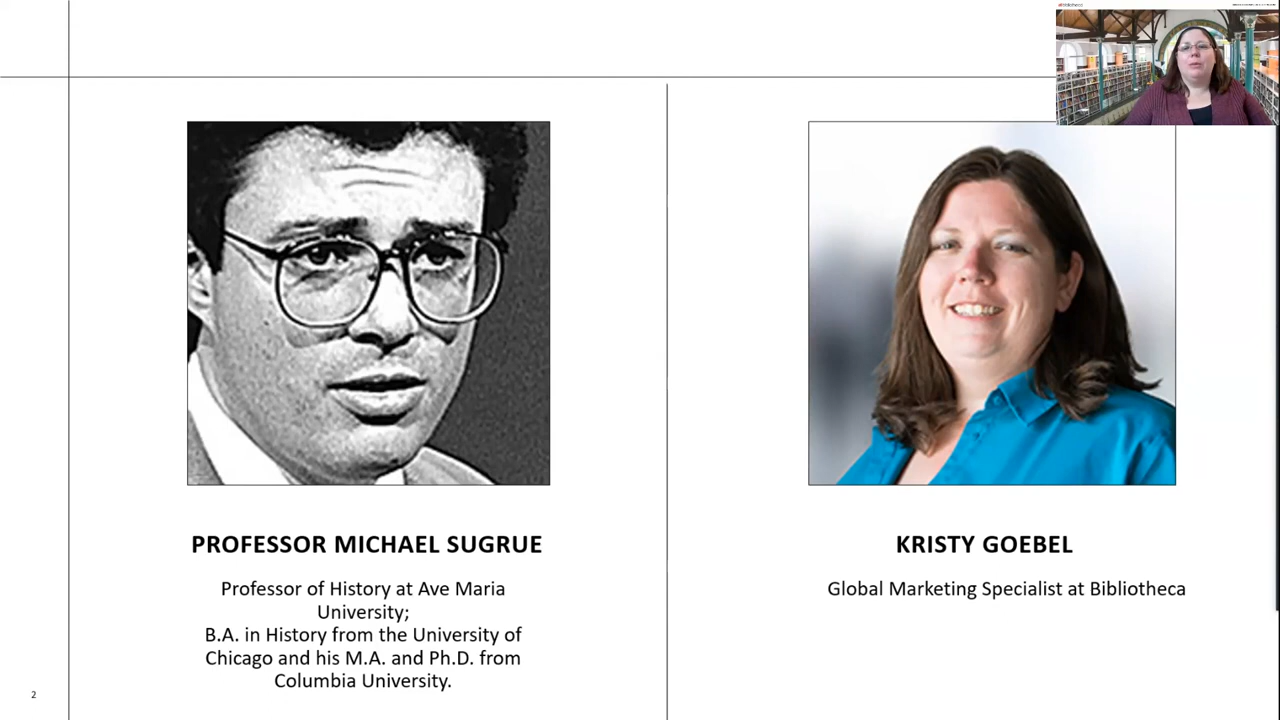 bibliotheca
PROFESSOR MICHAEL SUGRUE
Professor of History at Ave Maria
University;
B.A. in History from the University of
Chicago and his M.A. and Ph.D. from
Columbia University.
KRISTY GOEBEL
Global Marketing Specialist at Bibliotheca
2